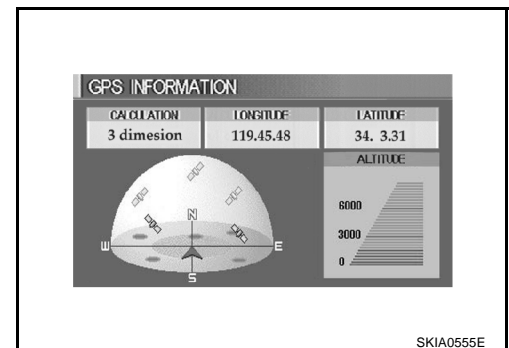 GPS INFORMATION
CALCULATION LONGITUDE LATITUDE
3 dimesion 119.45.48 34. 3.31
ALTITUDE
6000
3000
0
N
W E
S
SKIA0555E